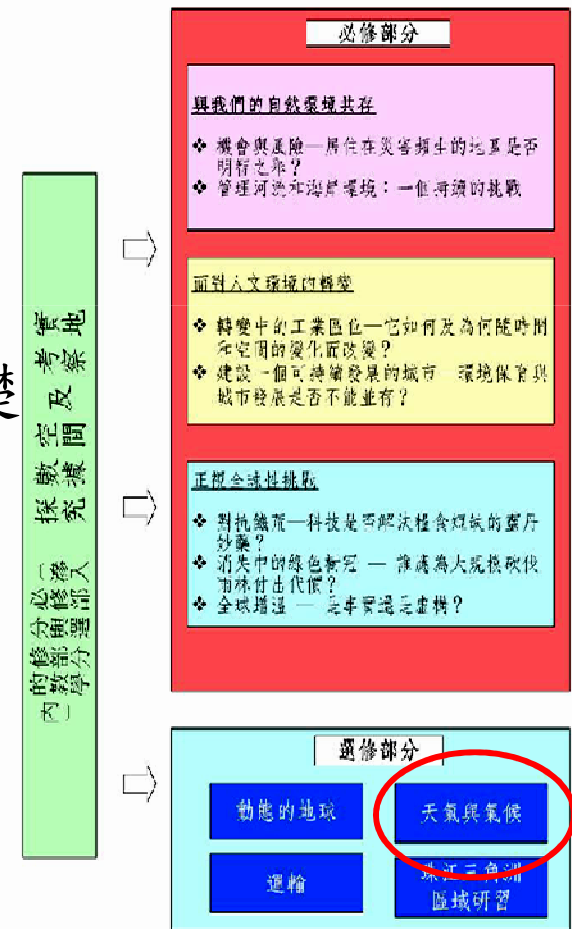 必修部分
與我們的自然環境共存
❖ 機會與風險—居住在災害頻生的地區是否
明智之舉？
❖ 管理河流和海岸環境：一個持續的挑戰
面對人文環境的轉變
❖ 轉變中的工業區位—它如何及為何隨時間
和空間的變化而改變？
❖ 建設一個可持續發展的城市 環境保育與
城市發展是否不能並存？
正視全球性挑戰
❖ 對抗饑荒—科技是否解決糧食短缺的靈丹
妙藥？
❖ 消失中的綠色樹冠 — 誰應為大規模砍伐
雨林付出代價？
❖ 全球增溫 — 是事實還是虛構？
選修部分
動態的地球
天氣與氣候
運輸
珠江三角洲
區域研習
實地
考察
及
空間
數據
探究
（滲入
必修部
分與選
修部分
的教學
內）
楚